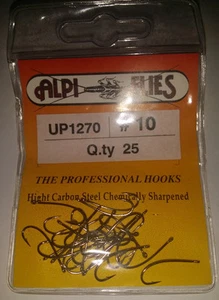 ALPI FLIES
UP1270 # 10
Q.ty 25
THE PROFESSIONAL HOOKS
Hight Carbon Steel Chemically Sharpened